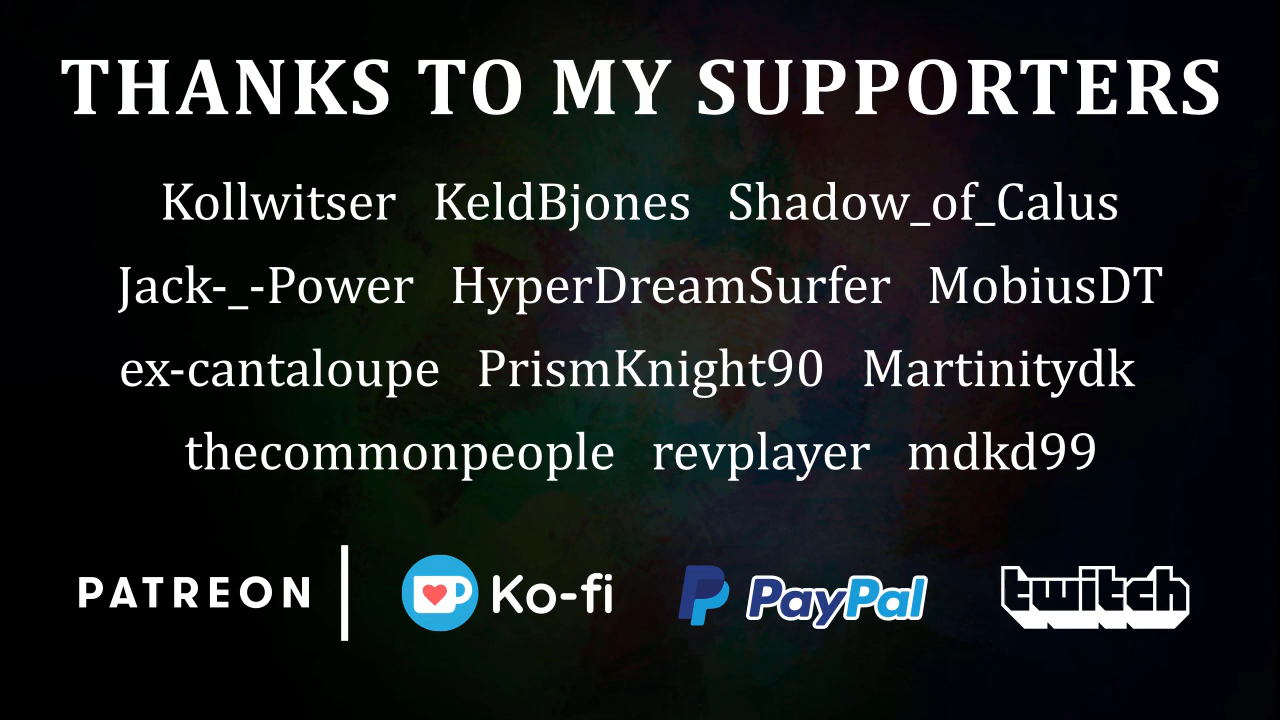 THANKS TO MY SUPPORTERS
Kollwitser KeldBjones Shadow_of_Calus
Jack-_-Power HyperDreamSurfer MobiusDT
ex-cantaloupe PrismKnight90 Martinitydk
thecommonpeople revplayer mdkd99
PATREON Ko-fi PayPal twitch